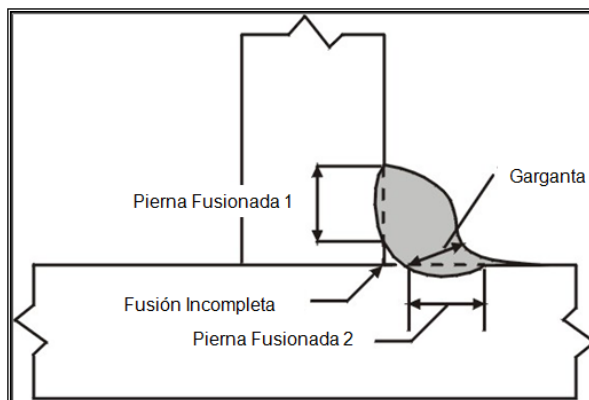 Garganta
Pierna Fusionada 1
Fusión Incompleta
Pierna Fusionada 2